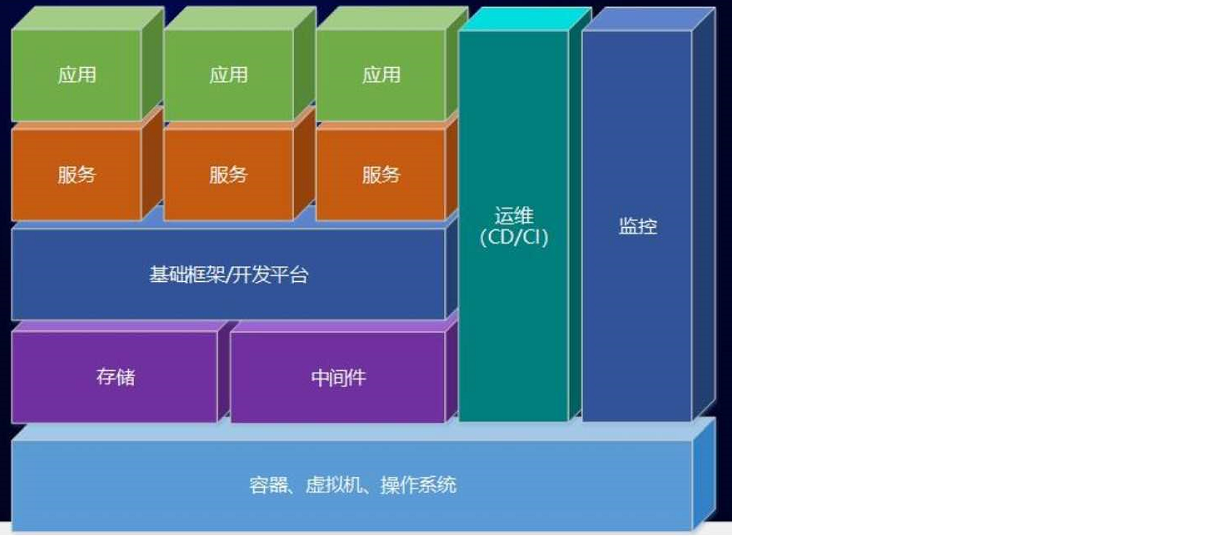 应用
应用
应用
服务
服务
服务
运维
(CD/CI)
监控
基础框架/开发平台
存储
中间件
容器、虚拟机、操作系统